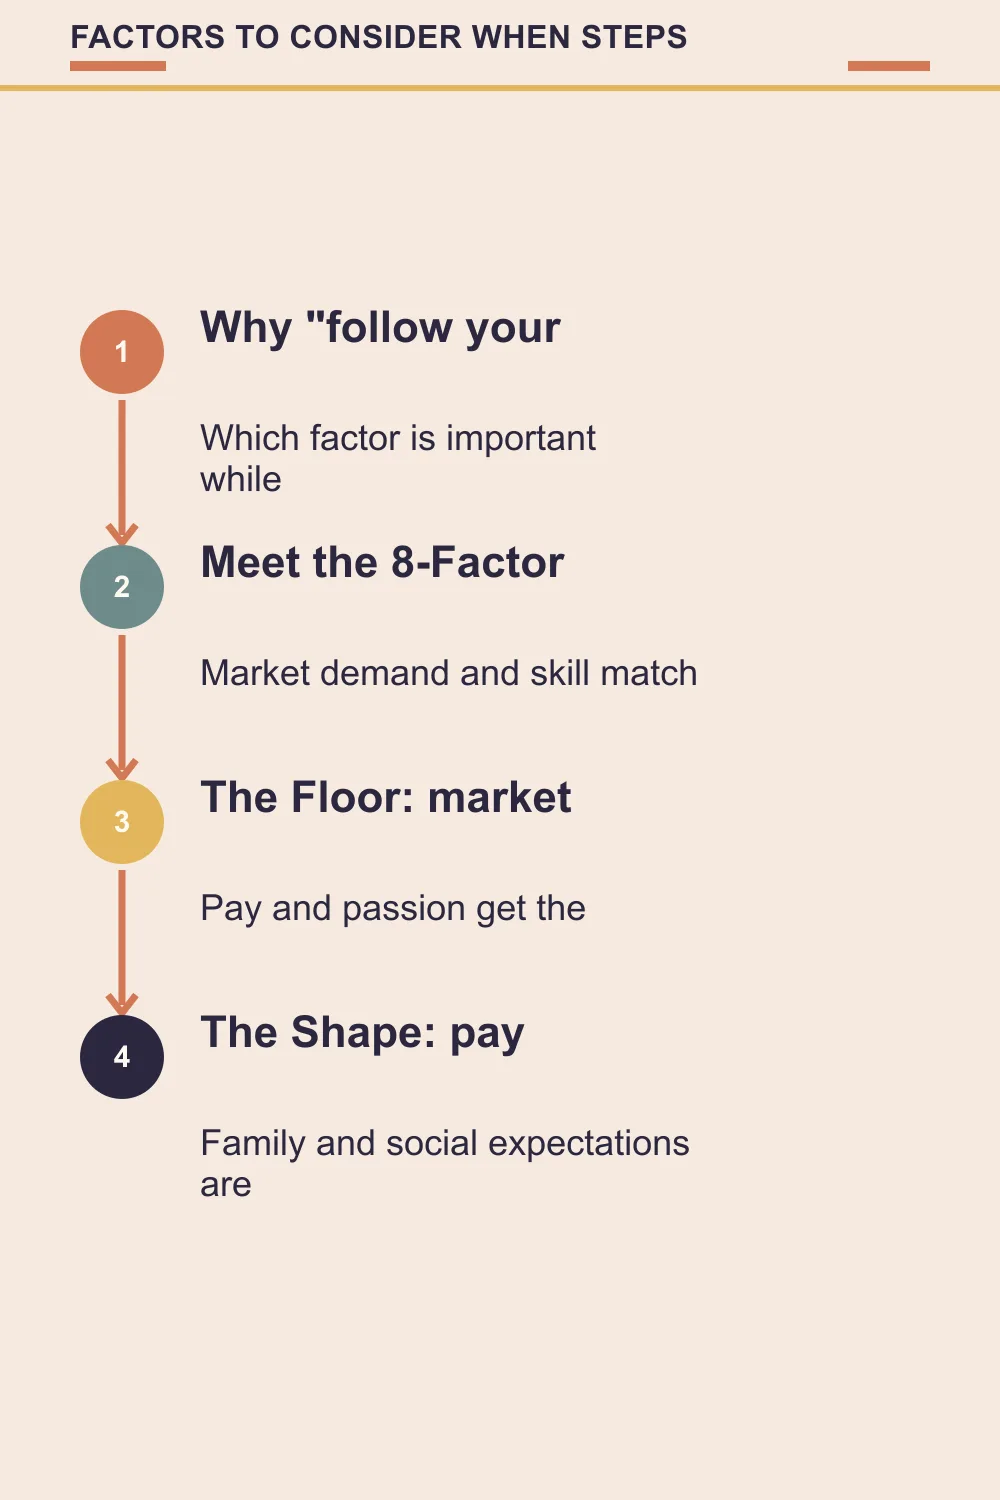 FACTORS TO CONSIDER WHEN STEPS
1
Why "follow your
Which factor is important
while
2
Meet the 8-Factor
Market demand and skill match
3
The Floor: market
Pay and passion get the
4
The Shape: pay
Family and social expectations
are